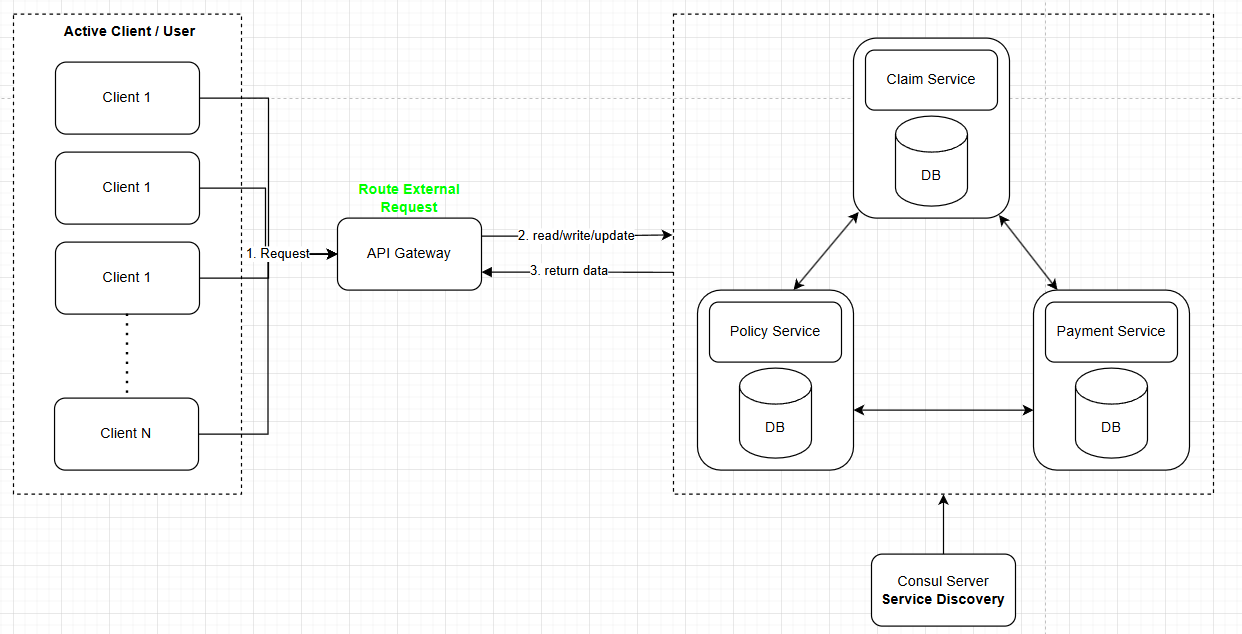 Active Client / User
Client 1
Client 1
Client 1
Client N
1. Request
Route External
Request
API Gateway
2. read/write/update
3. return data
Claim Service
DB
Policy Service
DB
Payment Service
DB
Consul Server
Service Discovery